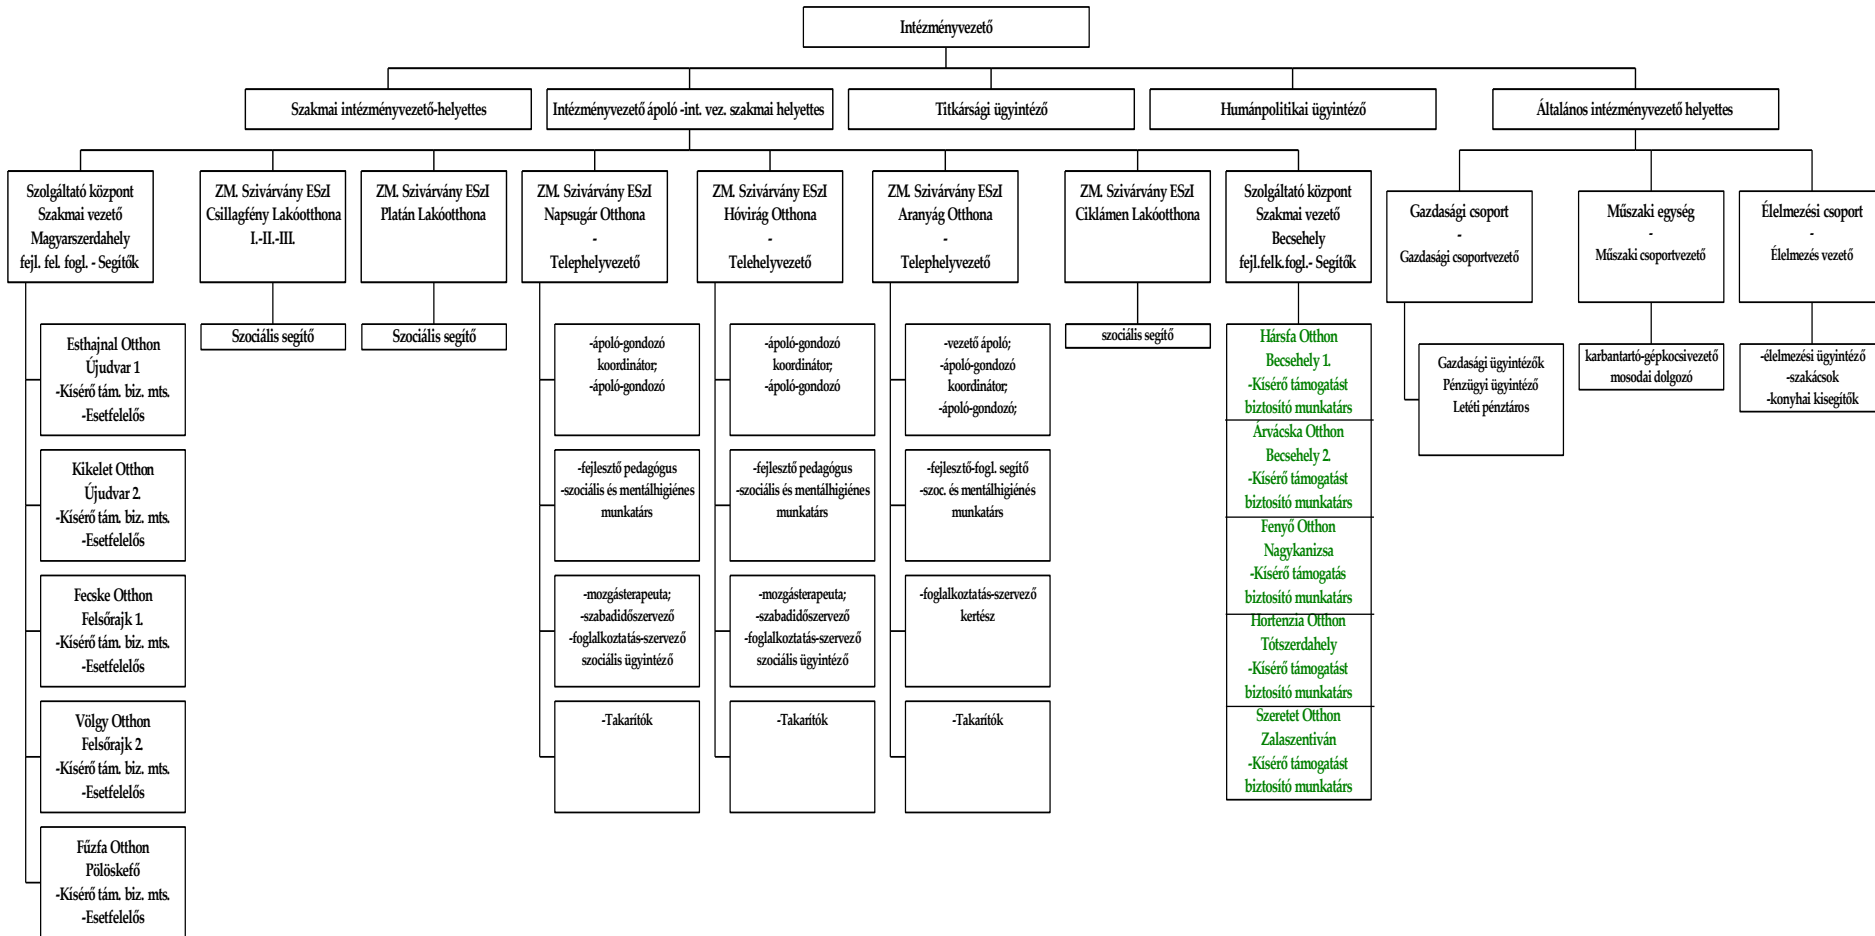 Intézményvezető
Szakmai intézményvezető-helyettes
Intézményvezető ápoló -int. vez. szakmai helyettes
Titkársági ügyintéző
Humánpolitikai ügyintéző
Általános intézményvezető helyettes
Szolgáltató központ
Szakmai vezető
Magyarszerdahely
fejl. fel. fogl. - Segítők
ZM. Szivárvány ESzI
Csillagfény Lakóotthona
I.-II.-III.
ZM. Szivárvány ESzI
Platán Lakóotthona
ZM. Szivárvány ESzI
Napsugár Otthona
-
Telephelyvezető
ZM. Szivárvány ESzI
Hóvirág Otthona
-
Telehelyvezető
ZM. Szivárvány ESzI
Aranyág Otthona
-
Telephelyvezető
ZM. Szivárvány ESzI
Ciklámen Lakóotthona
Szolgáltató központ
Szakmai vezető
Becsehely
fejl.felk.fogl.- Segítők
Gazdasági csoport
-
Gazdasági csoportvezető
Műszaki egység
-
Műszaki csoportvezető
Élelmezési csoport
-
Élelmezés vezető
Esthajnal Otthon
Újudvar 1
-Kísérő tám. biz. mts.
-Esetfelelős
Kikelet Otthon
Újudvar 2.
-Kísérő tám. biz. mts.
-Esetfelelős
Fecske Otthon
Felsőrajk 1.
-Kísérő tám. biz. mts.
-Esetfelelős
Völgy Otthon
Felsőrajk 2.
-Kísérő tám. biz. mts.
-Esetfelelős
Fűzfa Otthon
Pölöskefő
-Kísérő tám. biz. mts.
-Esetfelelős
Szociális segítő
Szociális segítő
-ápoló-gondozó
koordinátor;
-ápoló-gondozó
-fejlesztő pedagógus
-szociális és mentálhigiénes
munkatárs
-mozgásterapeuta;
-szabadidőszervező
-foglalkoztatás-szervező
szociális ügyintéző
-Takarítók
-ápoló-gondozó
koordinátor;
-ápoló-gondozó
-fejlesztő pedagógus
-szociális és mentálhigiénes
munkatárs
-mozgásterapeuta;
-szabadidőszervező
-foglalkoztatás-szervező
szociális ügyintéző
-Takarítók
-vezető ápoló;
-ápoló-gondozó
koordinátor;
-ápoló-gondozó;
-fejlesztő-fogl. segítő
-szoc. és mentálhigiénés
munkatárs
-foglalkoztatás-szervező
kertész
-Takarítók
szociális segítő
Hársfa Otthon
Becsehely 1.
-Kísérő támogatást
biztosító munkatárs
Árvácska Otthon
Becsehely 2.
-Kísérő támogatást
biztosító munkatárs
Fenyő Otthon
Nagykanizsa
-Kísérő támogatás
biztosító munkatárs
Hortenzia Otthon
Tótszerdahely
-Kísérő támogatást
biztosító munkatárs
Szeretet Otthon
Zalaszentiván
-Kísérő támogatást
biztosító munkatárs
Gazdasági ügyintézők
Pénzügyi ügyintéző
Letéti pénztáros
karbantartó-gépkocsivezető
mosodai dolgozó
-élelmezési ügyintéző
-szakácsok
-konyhai kisegítők